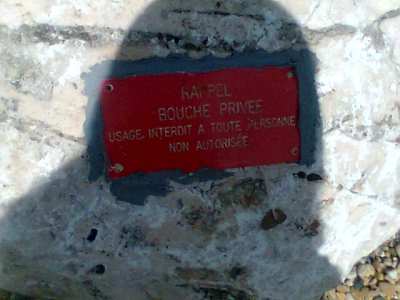 RAPPEL
BOUCHE PRIVEE
USAGE INTERDIT A TOUTE PERSONNE
NON AUTORISÉE